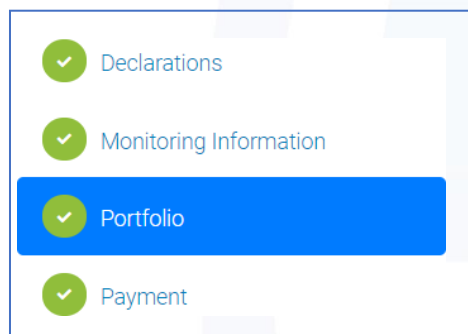 Declarations
Monitoring Information
Portfolio
Payment